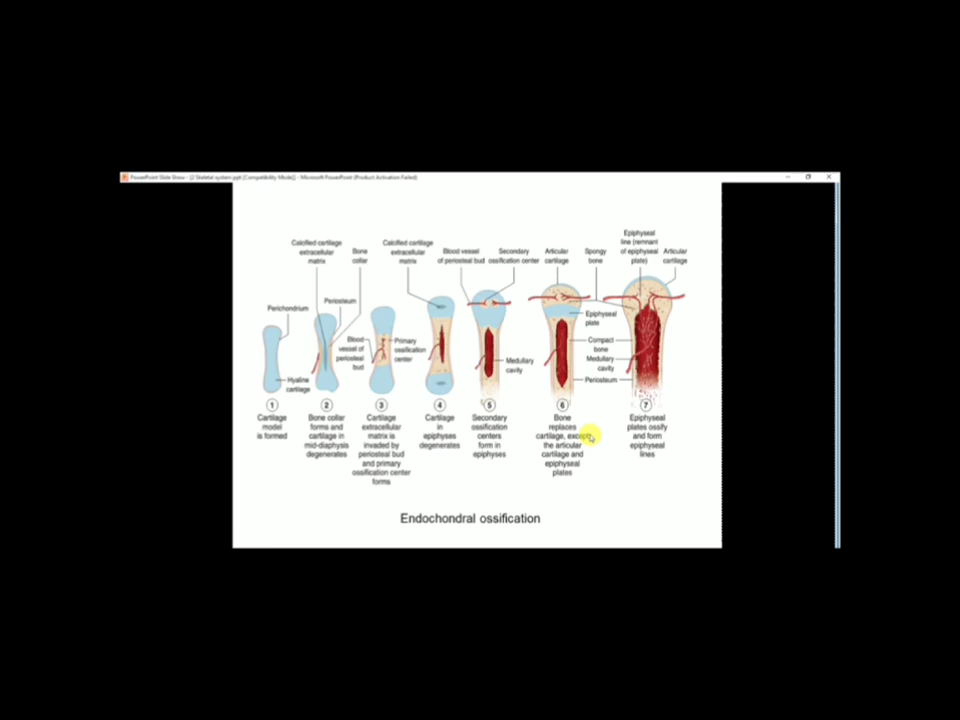 PowerPoint Slide Show - [2 Skeletal system.ppt [Compatibility Mode]] - Microsoft PowerPoint (Product Activation Failed)
Calcified cartilage
extracellular
matrix
Bone
collar
Calcified cartilage
extracellular
matrix
Blood vessel
of periosteal bud
Secondary
ossification center
Articular
cartilage
Spongy
bone
Epiphyseal
line (remnant
of epiphyseal
plate)
Articular
cartilage
Perichondrium
Periosteum
Hyaline
cartilage
Blood
vessel of
periosteal
bud
Primary
ossification
center
Medullary
cavity
Epiphyseal
plate
Compact
bone
Medullary
cavity
Periosteum
1
Cartilage
model
is formed
2
Bone collar
forms and
cartilage in
mid-diaphysis
degenerates
3
Cartilage
extracellular
matrix is
invaded by
periosteal bud
and primary
ossification center
forms
4
Cartilage
in
epiphyses
degenerates
5
Secondary
ossification
centers
form in
epiphyses
6
Bone
replaces
cartilage, except
the articular
cartilage and
epiphyseal
plates
7
Epiphyseal
plates ossify
and form
epiphyseal
lines
Endochondral ossification